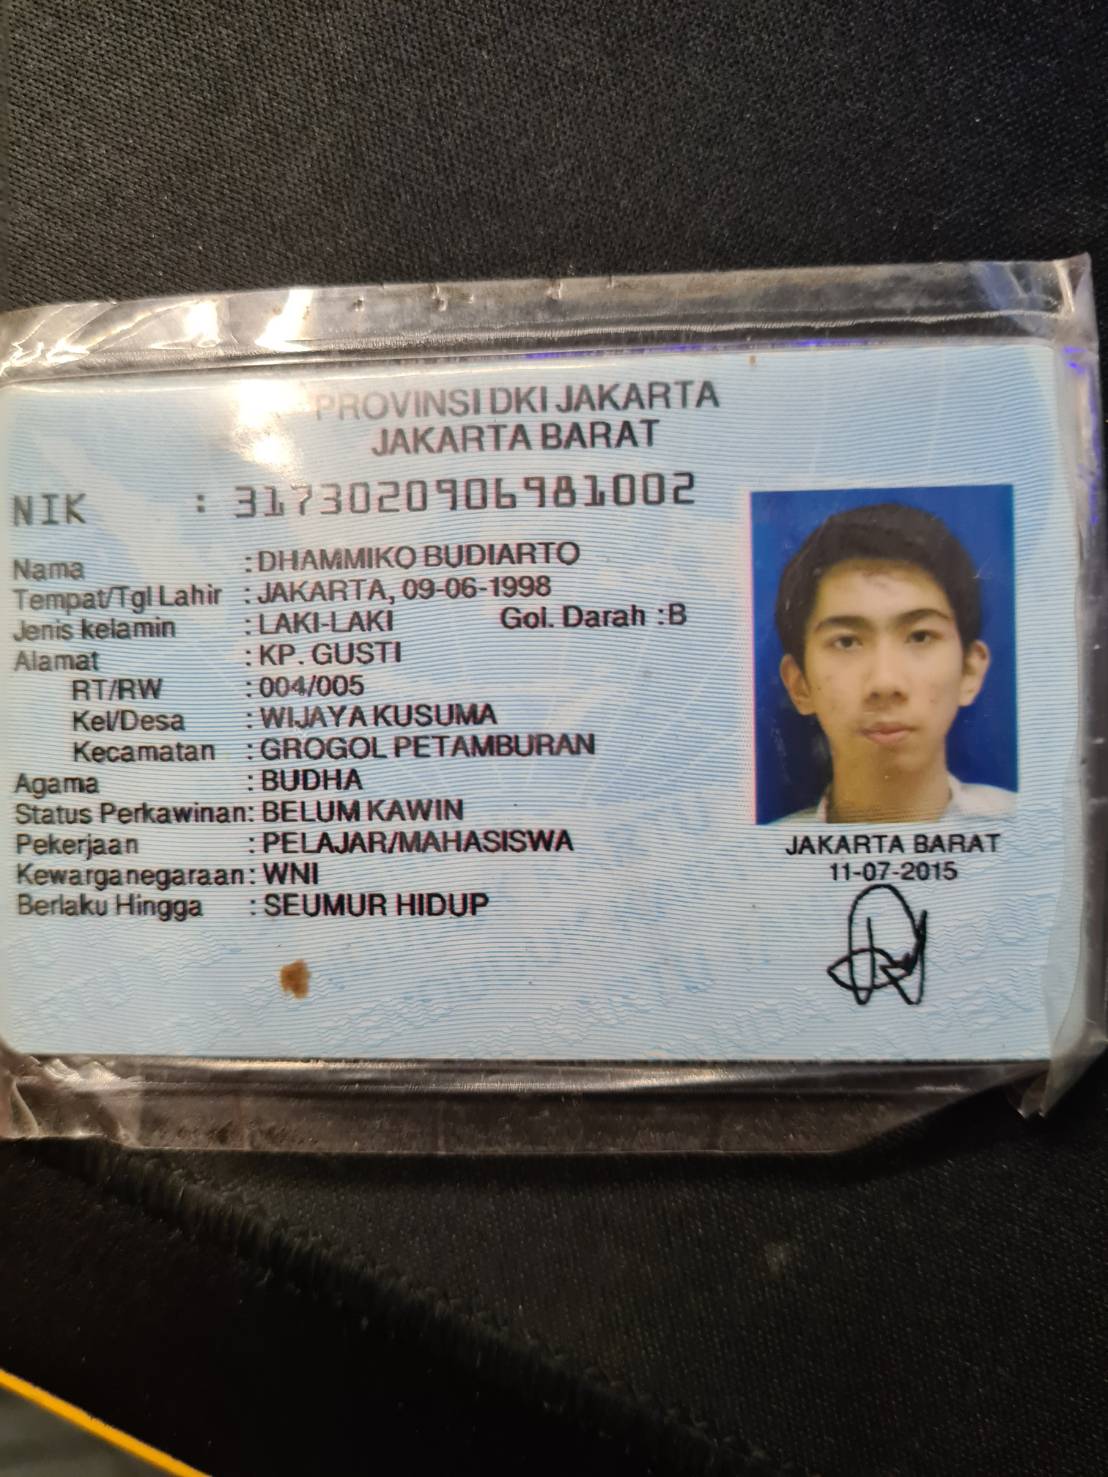 PROVINSI DKI JAKARTA
JAKARTA BARAT
NIK : 3173020906981002
Nama : DHAMMIKO BUDIARTO
Tempat/Tgl Lahir : JAKARTA, 09-06-1998
Jenis kelamin : LAKI-LAKI Gol. Darah : B
Alamat : KP. GUSTI
RT/RW : 004/005
Kel/Desa : WIJAYA KUSUMA
Kecamatan : GROGOL PETAMBURAN
Agama : BUDHA
Status Perkawinan: BELUM KAWIN
Pekerjaan : PELAJAR/MAHASISWA
Kewarganegaraan: WNI
Berlaku Hingga : SEUMUR HIDUP
JAKARTA BARAT
11-07-2015